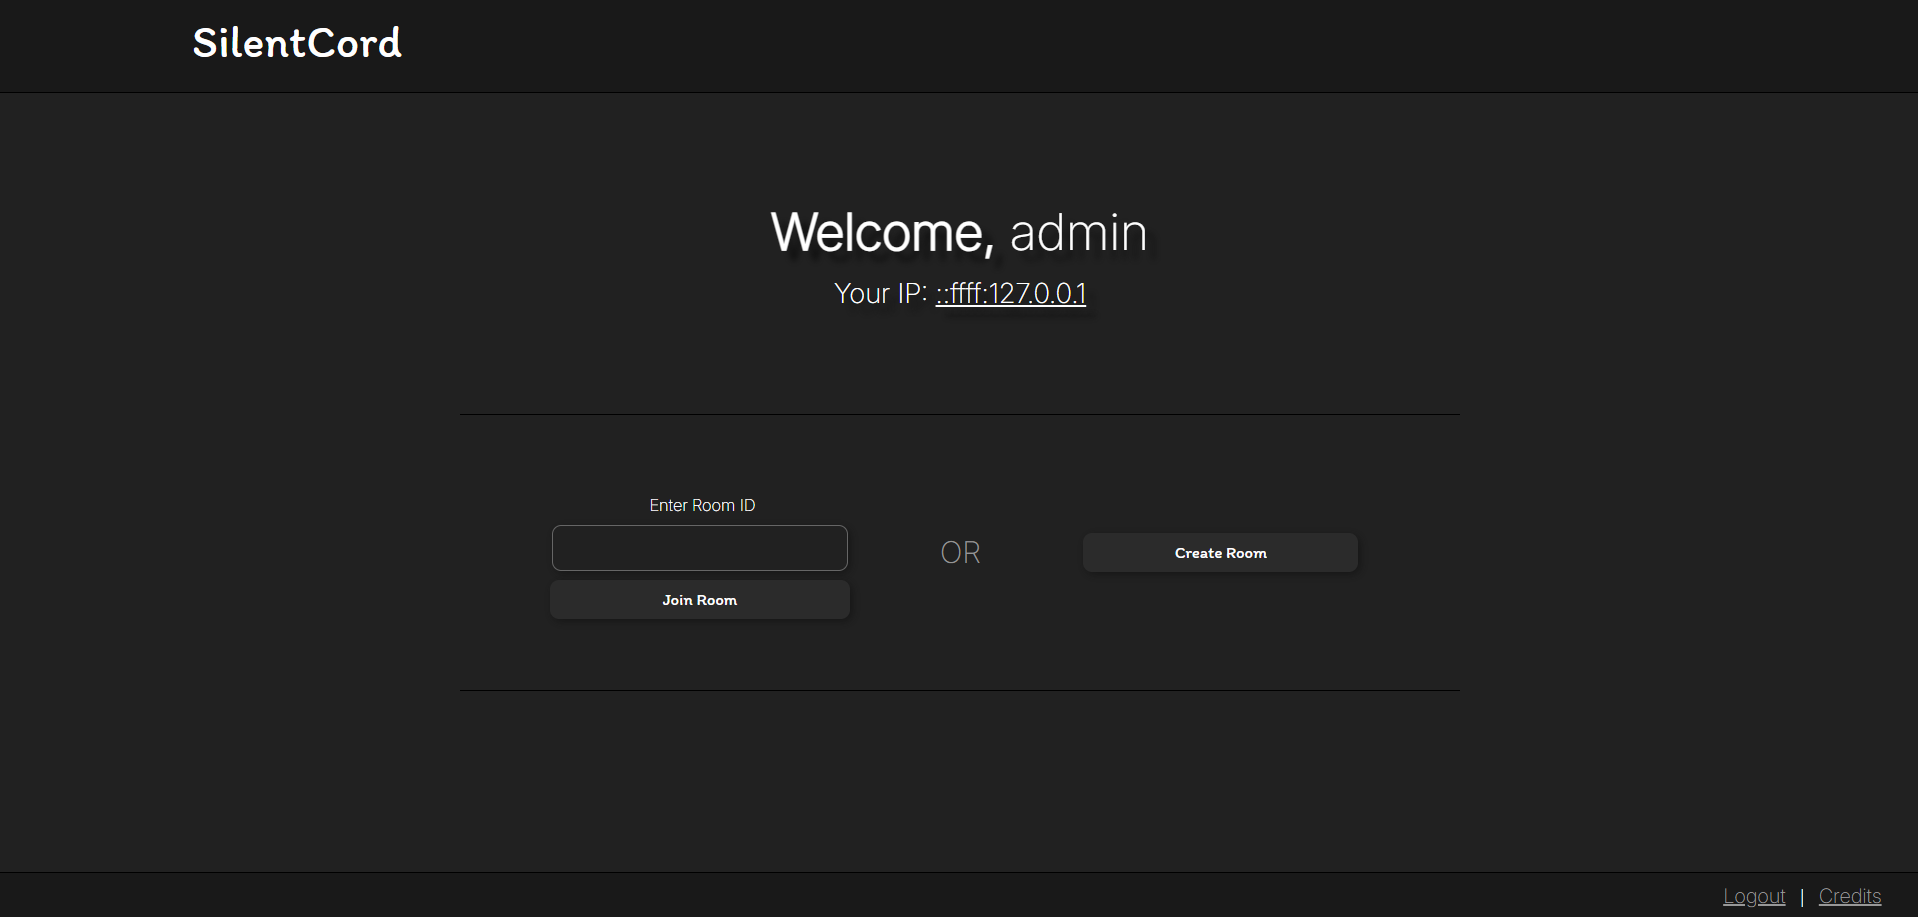 SilentCord
Welcome, admin
Your IP: ::ffff:127.0.0.1
Enter Room ID
Join Room
OR
Create Room
Logout | Credits